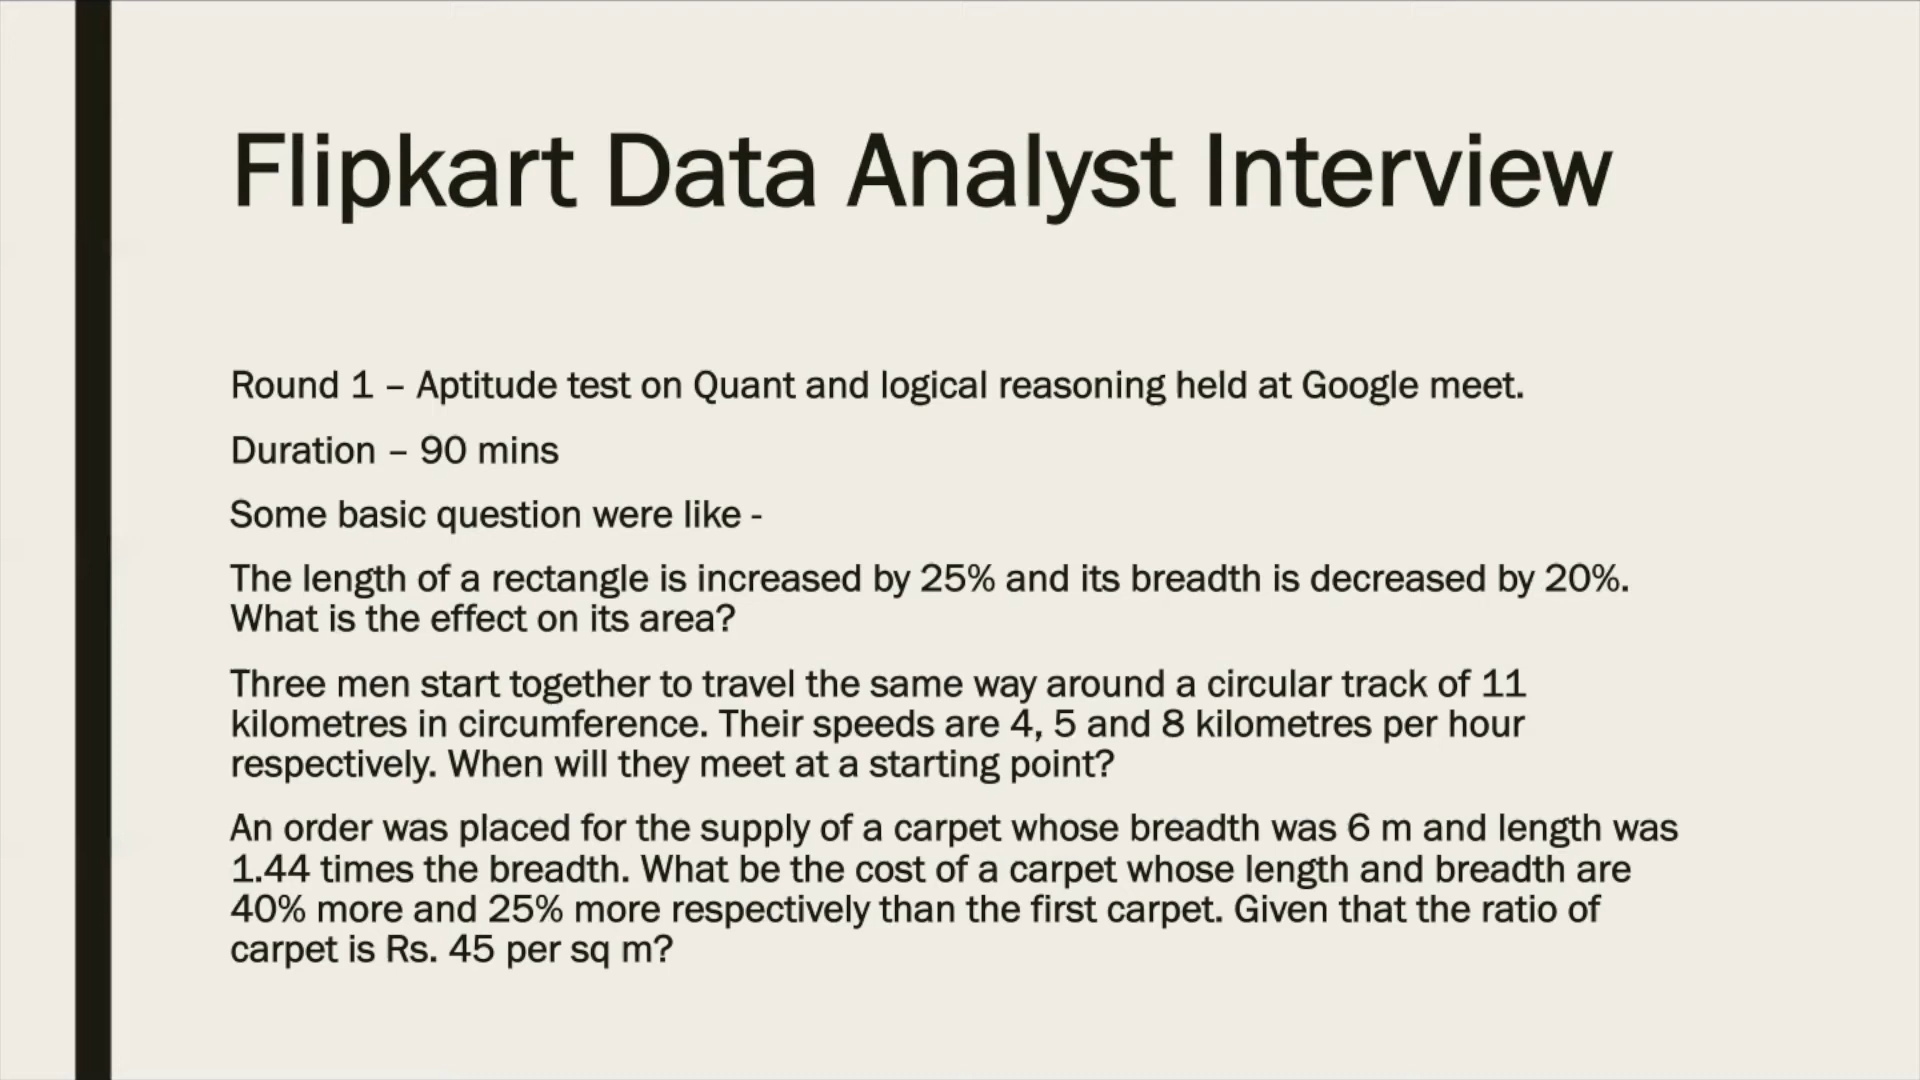 Flipkart Data Analyst Interview
Round 1 – Aptitude test on Quant and logical reasoning held at Google meet.
Duration – 90 mins
Some basic question were like -
The length of a rectangle is increased by 25% and its breadth is decreased by 20%.
What is the effect on its area?
Three men start together to travel the same way around a circular track of 11
kilometres in circumference. Their speeds are 4, 5 and 8 kilometres per hour
respectively. When will they meet at a starting point?
An order was placed for the supply of a carpet whose breadth was 6 m and length was
1.44 times the breadth. What be the cost of a carpet whose length and breadth are
40% more and 25% more respectively than the first carpet. Given that the ratio of
carpet is Rs. 45 per sq m?